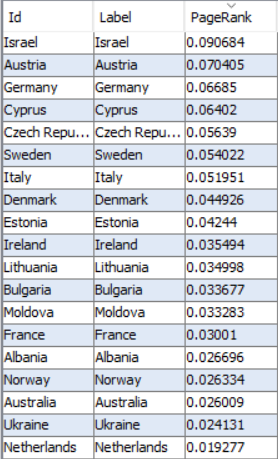 Id Label PageRank
Israel Israel 0.090684
Austria Austria 0.070405
Germany Germany 0.06685
Cyprus Cyprus 0.06402
Czech Repu... Czech Repu... 0.05639
Sweden Sweden 0.054022
Italy Italy 0.051951
Denmark Denmark 0.044926
Estonia Estonia 0.04244
Ireland Ireland 0.035494
Lithuania Lithuania 0.034998
Bulgaria Bulgaria 0.033677
Moldova Moldova 0.033283
France France 0.03001
Albania Albania 0.026696
Norway Norway 0.026334
Australia Australia 0.026009
Ukraine Ukraine 0.024131
Netherlands Netherlands 0.019277